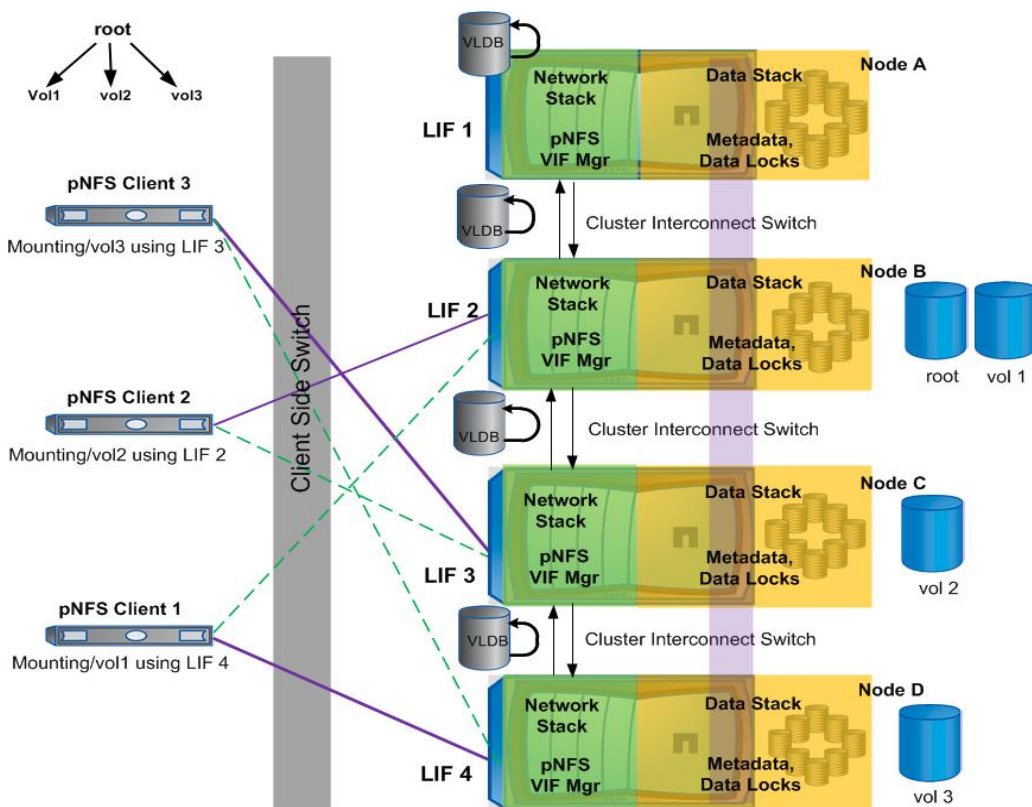 root
Vol1 vol2 vol3
pNFS Client 3
Mounting/vol3 using LIF 3
pNFS Client 2
Mounting/vol2 using LIF 2
pNFS Client 1
Mounting/vol1 using LIF 4
Client Side Switch
VLDB
LIF 1
Network
Stack
pNFS
VIF Mgr
Data Stack
Metadata,
Data Locks
Node A
VLDB
Cluster Interconnect Switch
LIF 2
Network
Stack
pNFS
VIF Mgr
Data Stack
Metadata,
Data Locks
Node B
root
vol 1
VLDB
Cluster Interconnect Switch
LIF 3
Network
Stack
pNFS
VIF Mgr
Data Stack
Metadata,
Data Locks
Node C
vol 2
VLDB
Cluster Interconnect Switch
LIF 4
Network
Stack
pNFS
VIF Mgr
Data Stack
Metadata,
Data Locks
Node D
vol 3